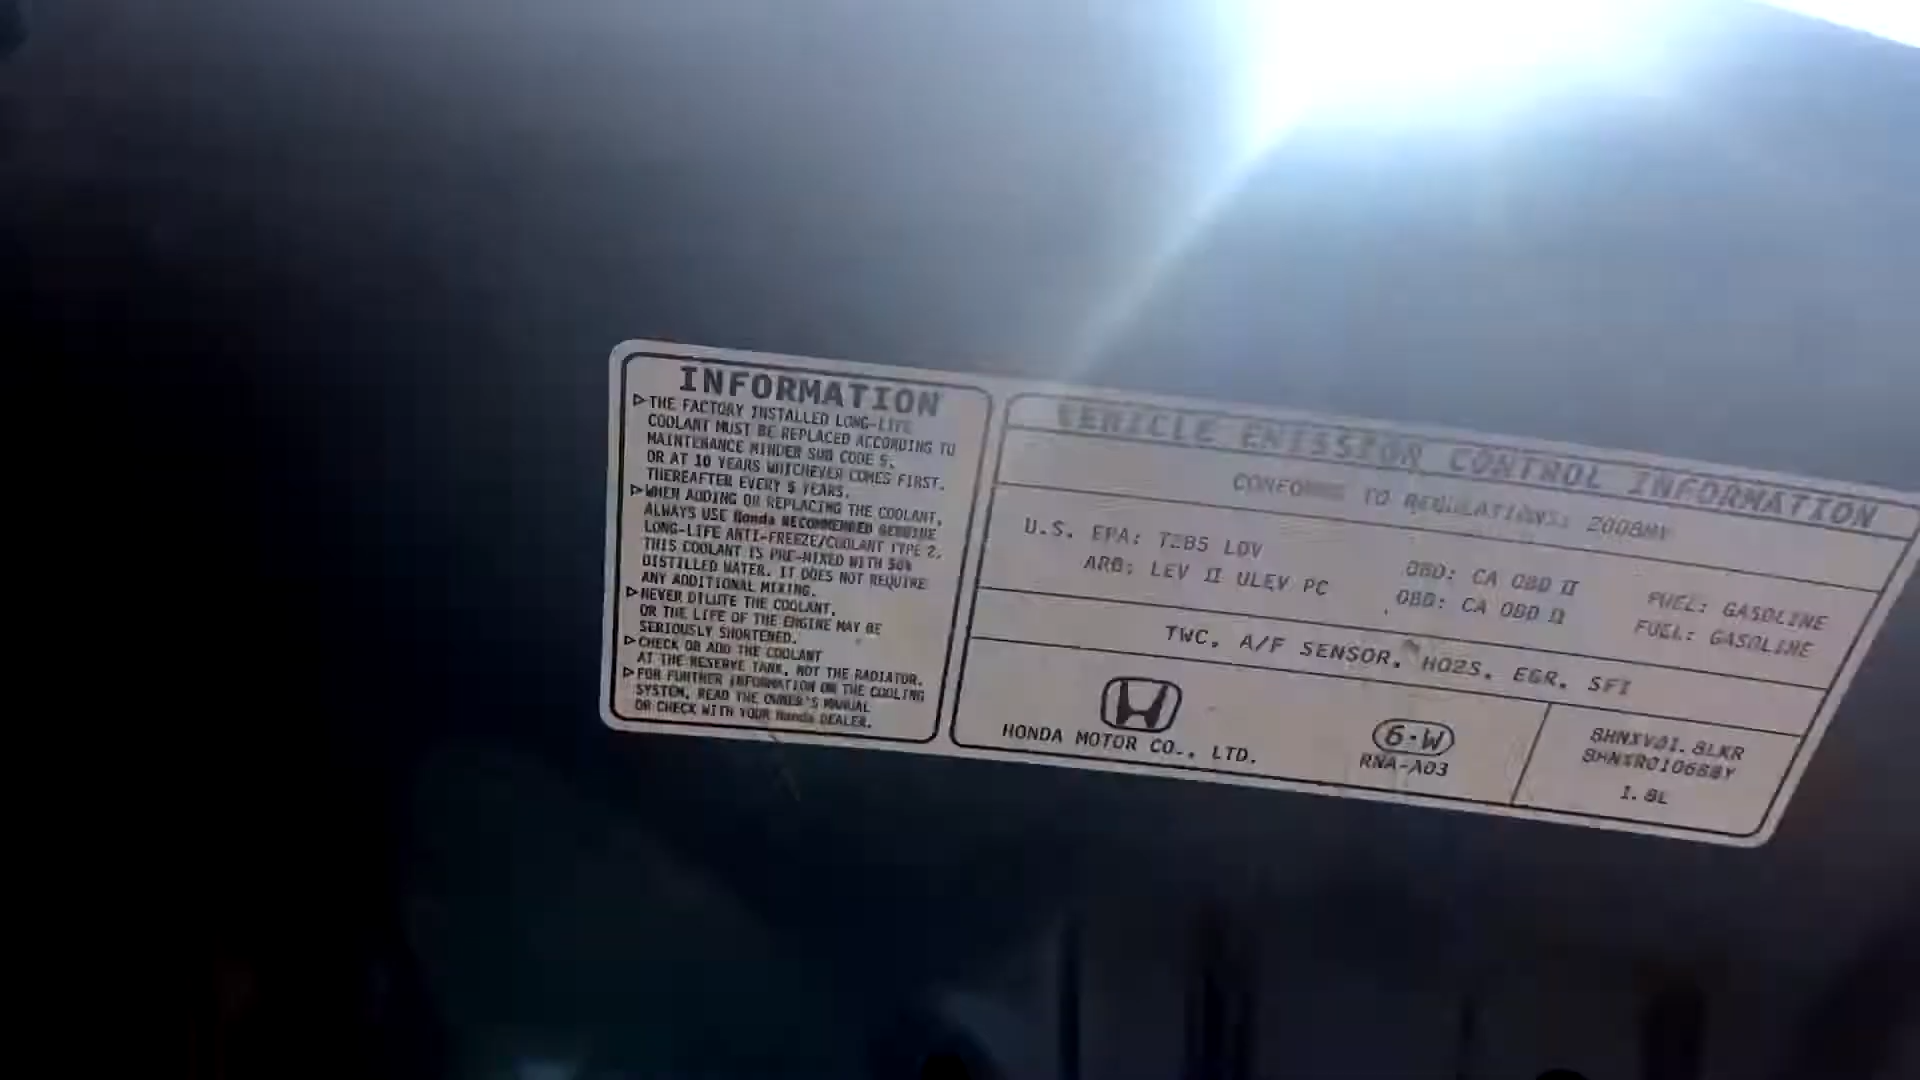 INFORMATION
▷THE FACTORY INSTALLED LONG-LIFE
COOLANT MUST BE REPLACED ACCORDING TO
MAINTENANCE MINDER SUB CODE 5,
OR AT 10 YEARS WHICHEVER COMES FIRST.
THEREAFTER EVERY 5 YEARS.
▷WHEN ADDING OR REPLACING THE COOLANT,
ALWAYS USE Honda RECOMMENDED GENUINE
LONG-LIFE ANTI-FREEZE/COOLANT TYPE 2.
THIS COOLANT IS PRE-MIXED WITH 50%
DISTILLED WATER. IT DOES NOT REQUIRE
ANY ADDITIONAL MIXING.
▷NEVER DILUTE THE COOLANT,
OR THE LIFE OF THE ENGINE MAY BE
SERIOUSLY SHORTENED.
▷CHECK OR ADD THE COOLANT
AT THE RESERVE TANK, NOT THE RADIATOR.
▷FOR FURTHER INFORMATION ON THE COOLING
SYSTEM, READ THE OWNER'S MANUAL
OR CHECK WITH YOUR Honda DEALER.
VEHICLE EMISSION CONTROL INFORMATION
CONFORMS TO REGULATIONS: 2008MY
U.S. EPA: T2B5 LDV OBD: CA OBD II FUEL: GASOLINE
ARB: LEV II ULEV PC OBD: CA OBD II FUEL: GASOLINE
TWC, A/F SENSOR, HO2S, EGR, SFI
HONDA MOTOR CO., LTD.
6·W
RNA-A03
8HNXV01.8LKR
1.8L